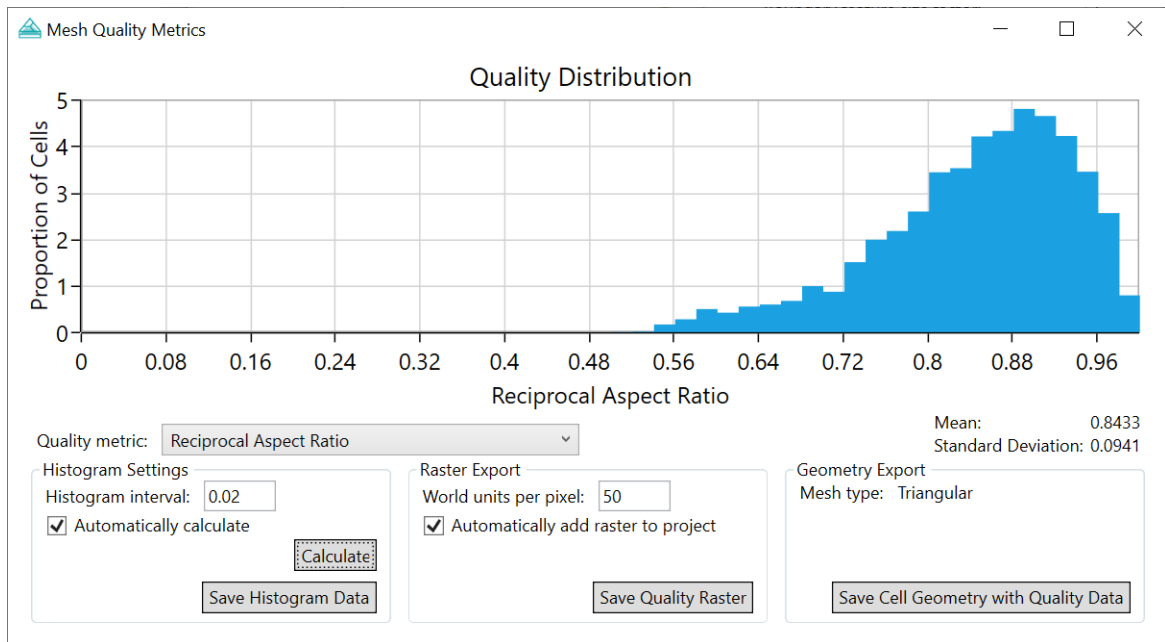 Mesh Quality Metrics
Quality Distribution
Proportion of Cells
5
4
3
2
1
0
0 0.08 0.16 0.24 0.32 0.4 0.48 0.56 0.64 0.72 0.8 0.88 0.96
Reciprocal Aspect Ratio
Mean: 0.8433
Standard Deviation: 0.0941
Quality metric: Reciprocal Aspect Ratio
Histogram Settings
Histogram interval: 0.02
Automatically calculate
Calculate
Save Histogram Data
Raster Export
World units per pixel: 50
Automatically add raster to project
Save Quality Raster
Geometry Export
Mesh type: Triangular
Save Cell Geometry with Quality Data